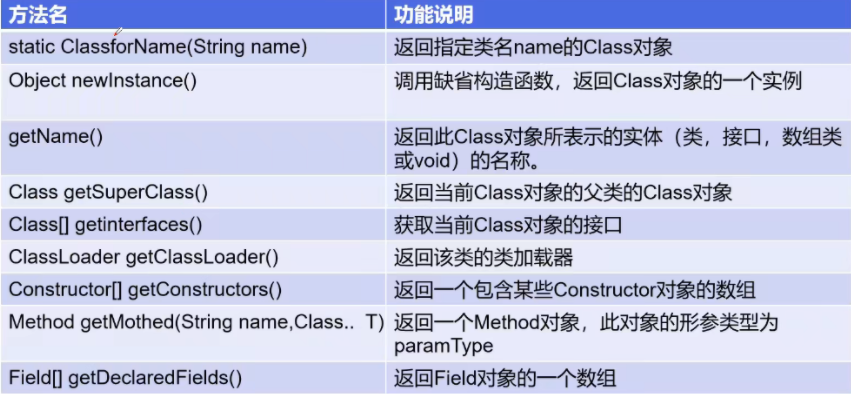 方法名 功能说明
static ClassforName(String name) 返回指定类名name的Class对象
Object newInstance() 调用缺省构造函数，返回Class对象的一个实例
getName() 返回此Class对象所表示的实体（类，接口，数组类
或void）的名称。
Class getSuperClass() 返回当前Class对象的父类的Class对象
Class[] getinterfaces() 获取当前Class对象的接口
ClassLoader getClassLoader() 返回该类的类加载器
Constructor[] getConstructors() 返回一个包含某些Constructor对象的数组
Method getMothed(String name,Class.. T) 返回一个Method对象，此对象的形参类型为
paramType
Field[] getDeclaredFields() 返回Field对象的一个数组